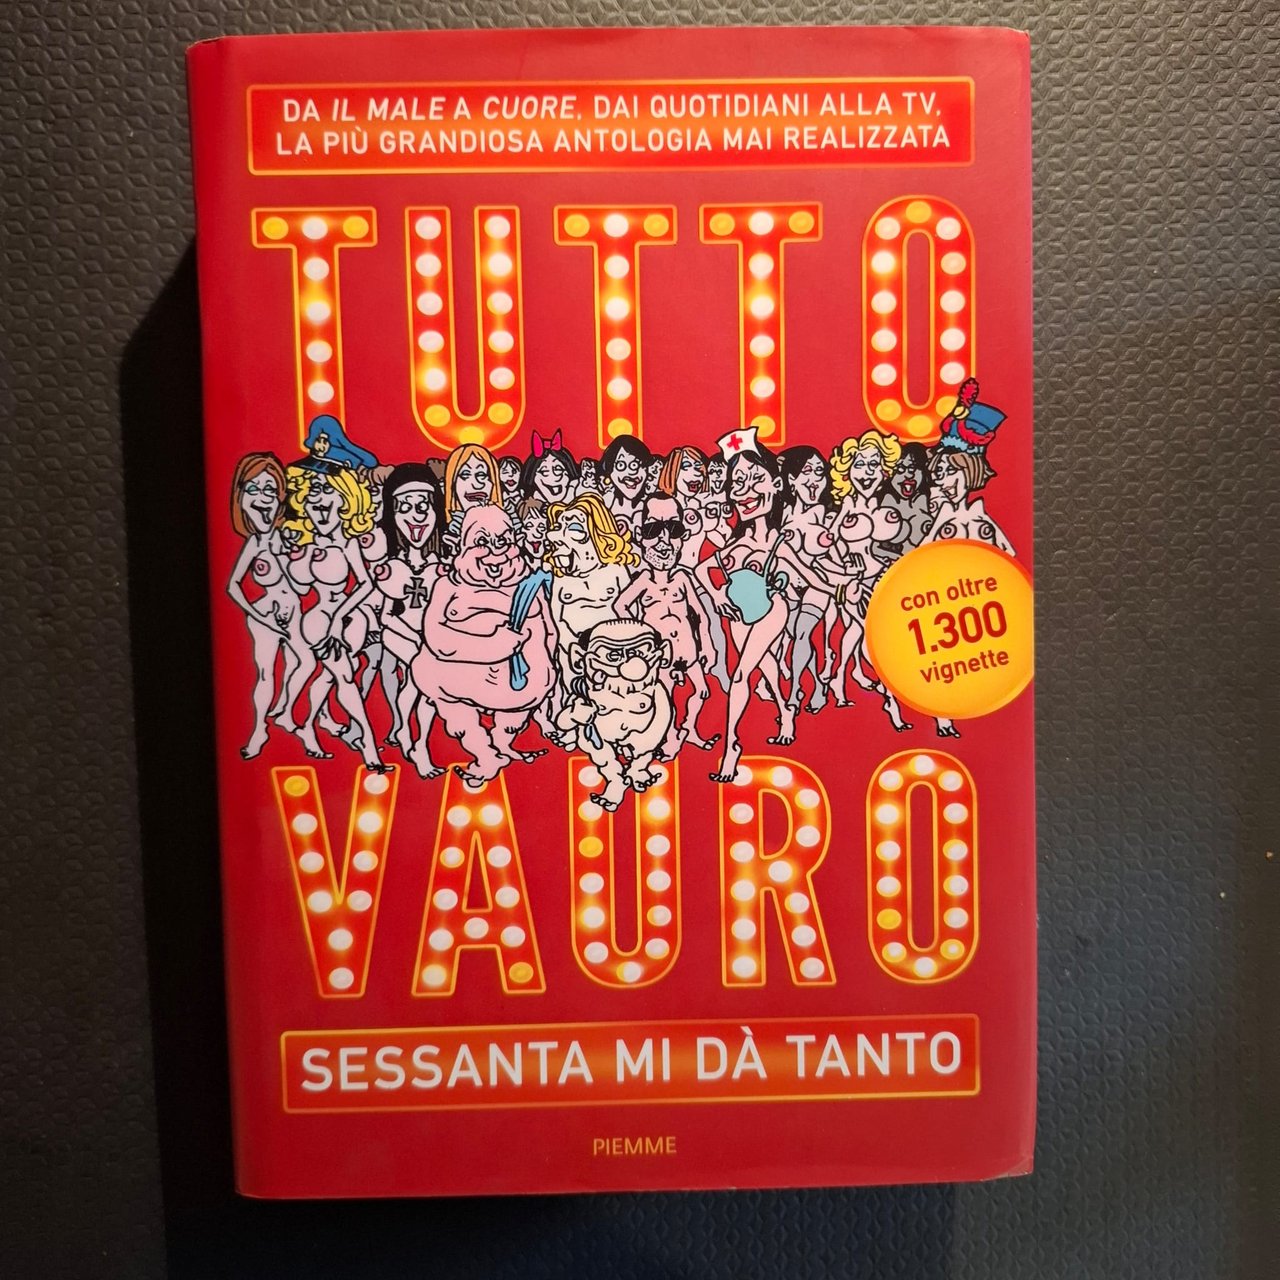 DA IL MALE A CUORE, DAI QUOTIDIANI ALLA TV,
LA PIÙ GRANDIOSA ANTOLOGIA MAI REALIZZATA
TUTTO
con oltre
1.300
vignette
VAURO
SESSANTA MI DÀ TANTO
PIEMME